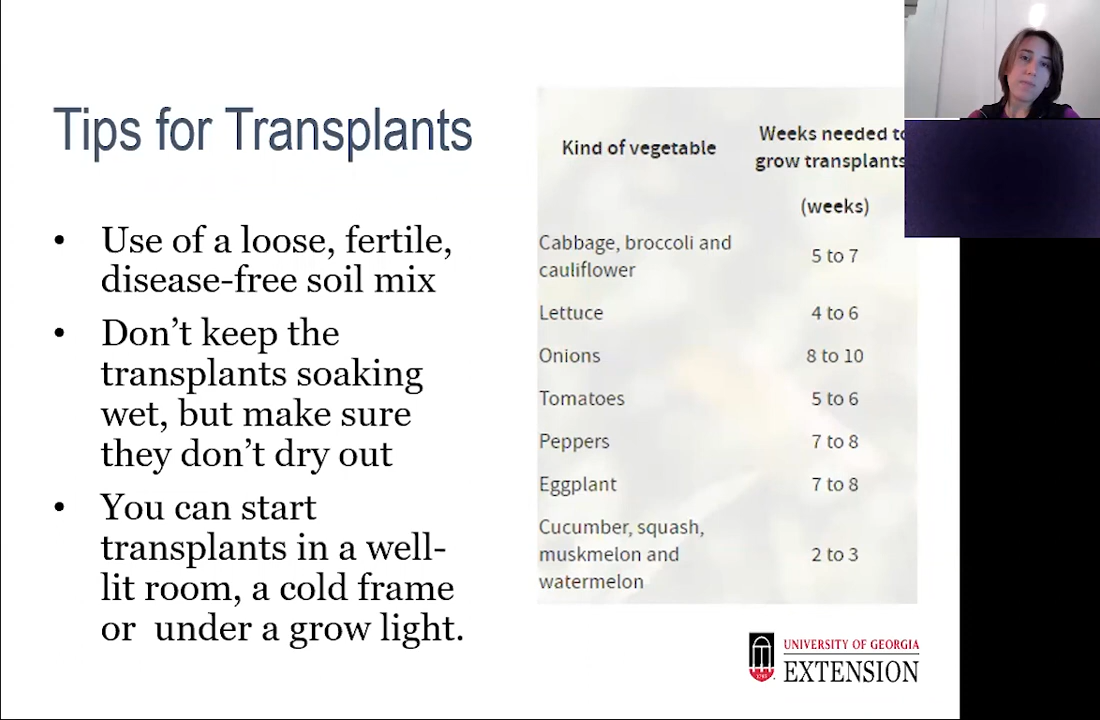 Tips for Transplants
• Use of a loose, fertile,
disease-free soil mix
• Don’t keep the
transplants soaking
wet, but make sure
they don’t dry out
• You can start
transplants in a well-
lit room, a cold frame
or under a grow light.
Kind of vegetable
Weeks needed to
grow transplants
(weeks)
Cabbage, broccoli and
cauliflower
5 to 7
Lettuce
4 to 6
Onions
8 to 10
Tomatoes
5 to 6
Peppers
7 to 8
Eggplant
7 to 8
Cucumber, squash,
muskmelon and
watermelon
2 to 3
UNIVERSITY OF GEORGIA
EXTENSION